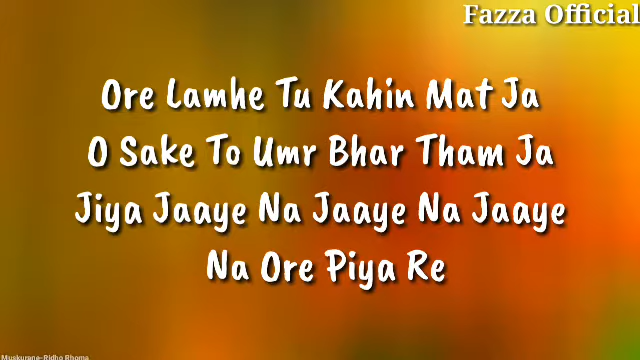 Fazza Official
Ore Lamhe Tu Kahin Mat Ja
O Sake To Umr Bhar Tham Ja
Jiya Jaaye Na Jaaye Na Jaaye
Na Ore Piya Re
Muskurane-Ridho Rhoma